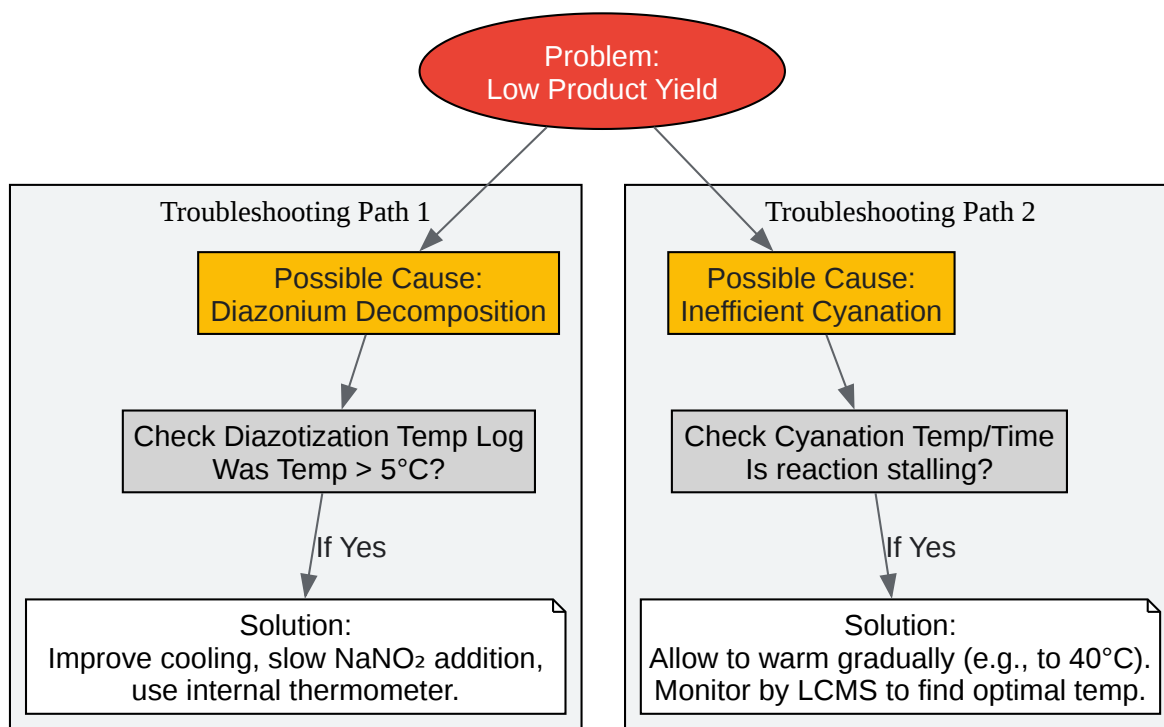 Problem:
Low Product Yield
Troubleshooting Path 1
Possible Cause:
Diazonium Decomposition
Check Diazotization Temp Log
Was Temp > 5°C?
If Yes
Solution:
Improve cooling, slow NaNO₂ addition,
use internal thermometer.
Troubleshooting Path 2
Possible Cause:
Inefficient Cyanation
Check Cyanation Temp/Time
Is reaction stalling?
If Yes
Solution:
Allow to warm gradually (e.g., to 40°C).
Monitor by LCMS to find optimal temp.